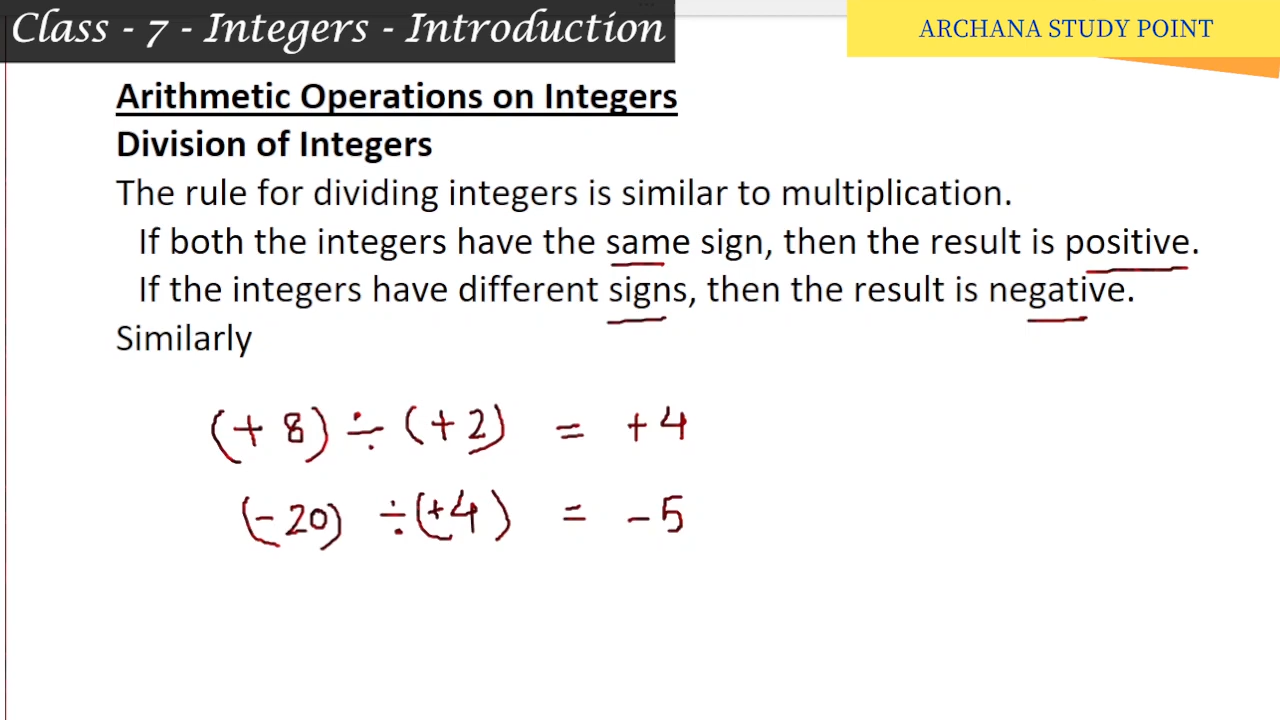 Class - 7 - Integers - Introduction
ARCHANA STUDY POINT
Arithmetic Operations on Integers
Division of Integers
The rule for dividing integers is similar to multiplication.
If both the integers have the same sign, then the result is positive.
If the integers have different signs, then the result is negative.
Similarly
(+ 8) ÷ (+2) = +4
(- 20) ÷ (+4) = - 5